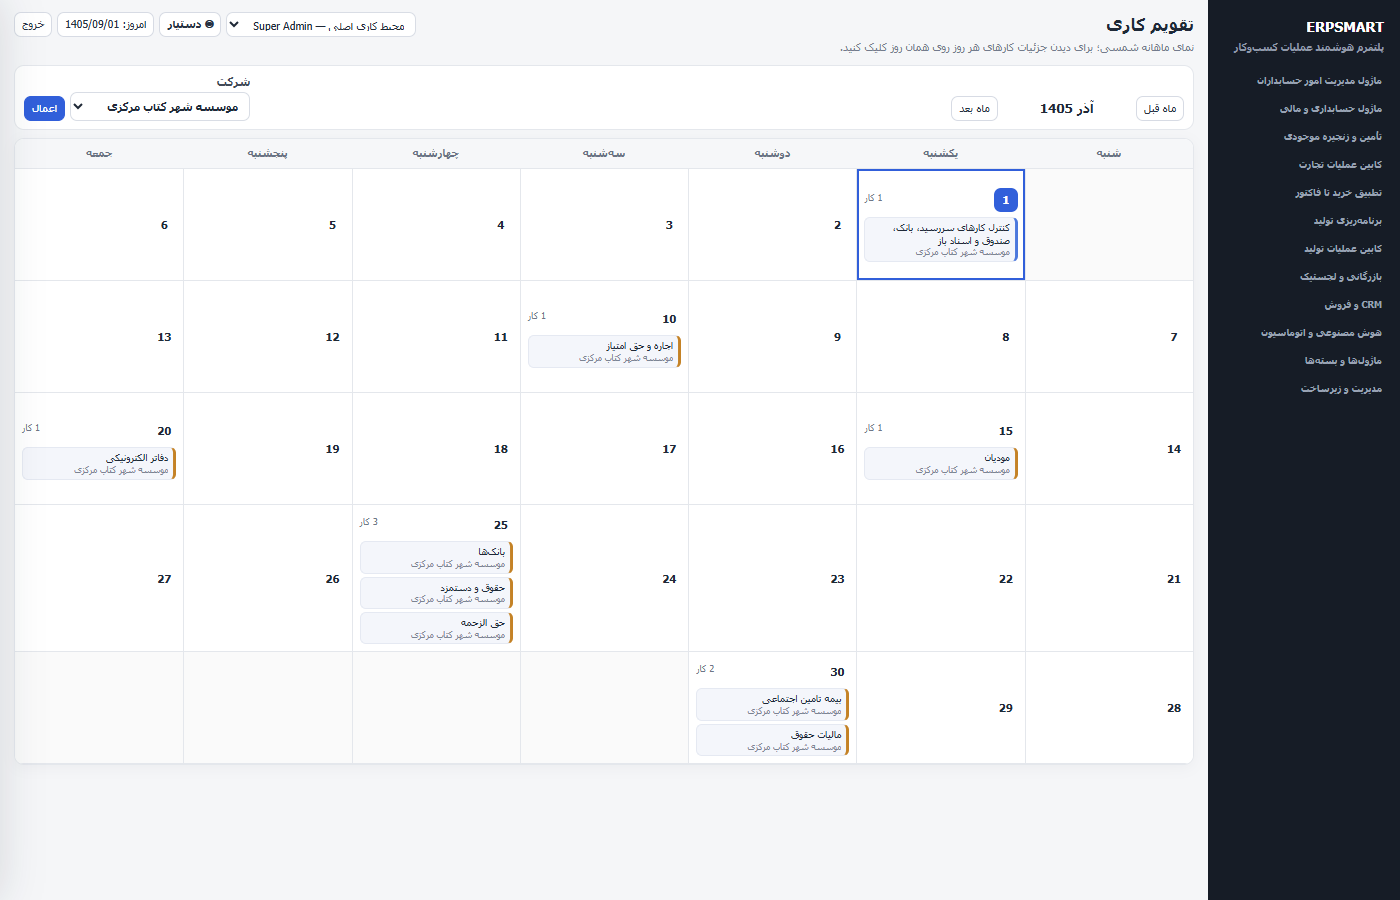 ERPSMART
پلتفرم هوشمند عملیات کسب‌وکار
ماژول مدیریت امور حسابداران
ماژول حسابداری و مالی
تأمین و زنجیره موجودی
کابین عملیات تجارت
تطبیق خرید تا فاکتور
برنامه‌ریزی تولید
کابین عملیات تولید
بازرگانی و لجستیک
CRM و فروش
هوش مصنوعی و اتوماسیون
ماژول‌ها و بسته‌ها
مدیریت و زیرساخت
تقویم کاری
نمای ماهانه شمسی؛ برای دیدن جزئیات کارهای هر روز روی همان روز کلیک کنید.
محیط کاری اصلی — Super Admin
دستیار
امروز: 1405/09/01
خروج
ماه قبل
آذر 1405
ماه بعد
شرکت
موسسه شهر کتاب مرکزی
اعمال
شنبه یکشنبه دوشنبه سه‌شنبه چهارشنبه پنجشنبه جمعه
1
1 کار
کنترل کارهای سررسید، بانک،
صندوق و اسناد باز
موسسه شهر کتاب مرکزی
2
3
4
5
6
7
8
9
10
1 کار
اجاره و حق امتیاز
موسسه شهر کتاب مرکزی
11
12
13
14
15
1 کار
مودیان
موسسه شهر کتاب مرکزی
16
17
18
19
20
1 کار
دفاتر الکترونیکی
موسسه شهر کتاب مرکزی
21
22
23
24
25
3 کار
بانک‌ها
موسسه شهر کتاب مرکزی
حقوق و دستمزد
موسسه شهر کتاب مرکزی
حق الزحمه
موسسه شهر کتاب مرکزی
26
27
28
29
30
2 کار
بیمه تامین اجتماعی
موسسه شهر کتاب مرکزی
مالیات حقوق
موسسه شهر کتاب مرکزی